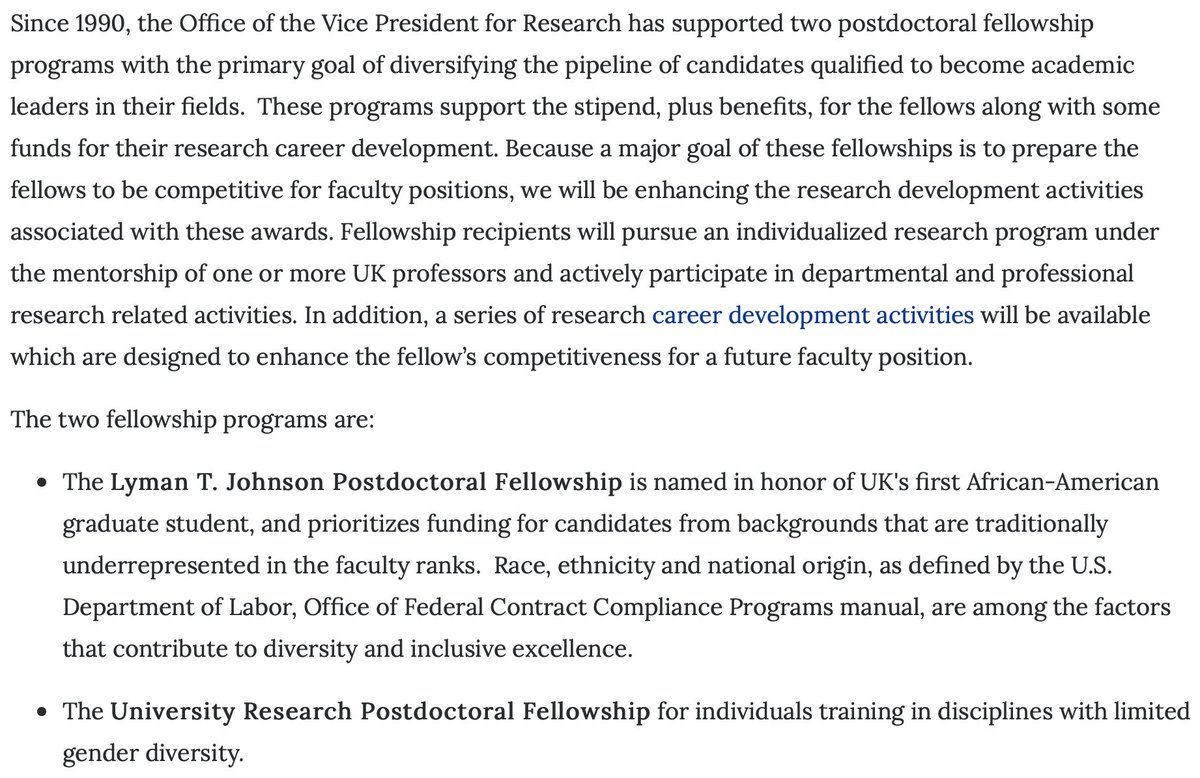 Since 1990, the Office of the Vice President for Research has supported two postdoctoral fellowship
programs with the primary goal of diversifying the pipeline of candidates qualified to become academic
leaders in their fields.  These programs support the stipend, plus benefits, for the fellows along with some
funds for their research career development. Because a major goal of these fellowships is to prepare the
fellows to be competitive for faculty positions, we will be enhancing the research development activities
associated with these awards. Fellowship recipients will pursue an individualized research program under
the mentorship of one or more UK professors and actively participate in departmental and professional
research related activities. In addition, a series of research career development activities will be available
which are designed to enhance the fellow’s competitiveness for a future faculty position.
The two fellowship programs are:
• The Lyman T. Johnson Postdoctoral Fellowship is named in honor of UK's first African-American
graduate student, and prioritizes funding for candidates from backgrounds that are traditionally
underrepresented in the faculty ranks.  Race, ethnicity and national origin, as defined by the U.S.
Department of Labor, Office of Federal Contract Compliance Programs manual, are among the factors
that contribute to diversity and inclusive excellence.
• The University Research Postdoctoral Fellowship for individuals training in disciplines with limited
gender diversity.